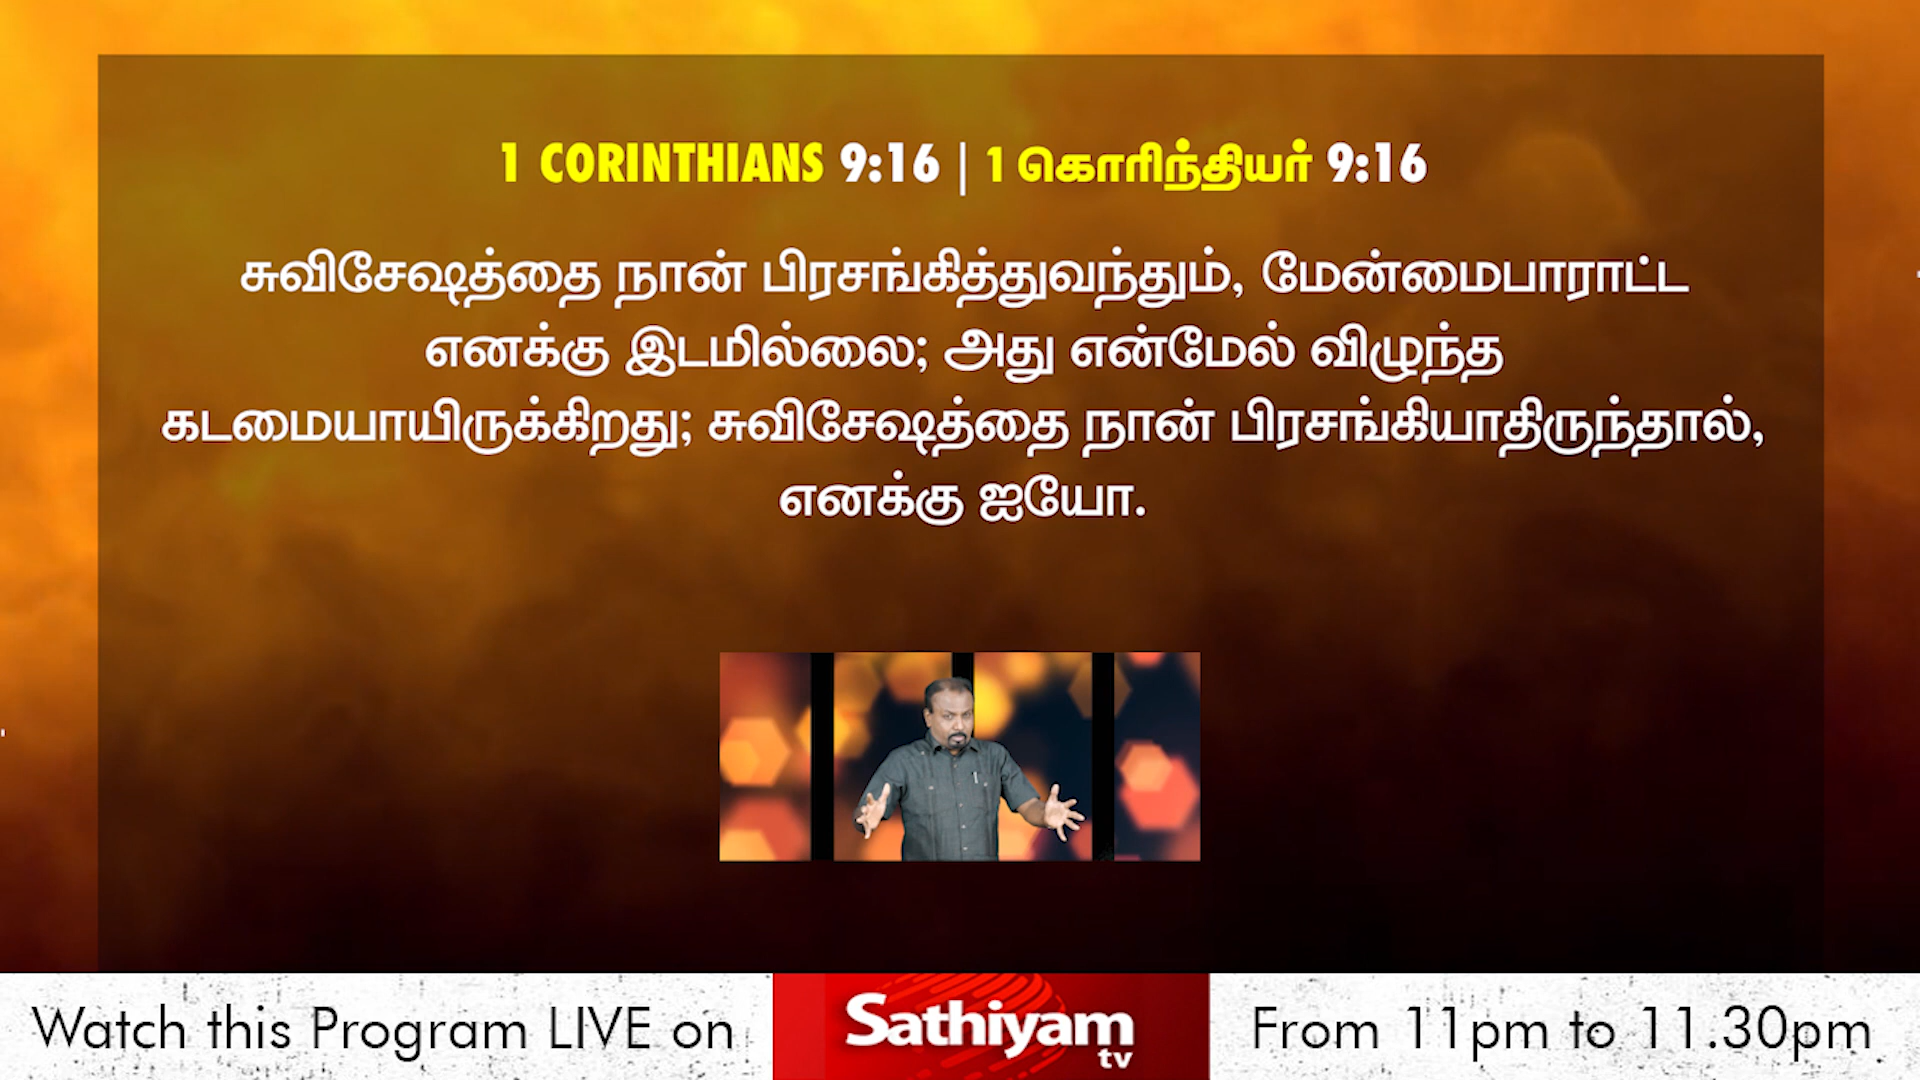 1 CORINTHIANS 9:16 | 1 கொரிந்தியர் 9:16
சுவிசேஷத்தை நான் பிரசங்கித்துவந்தும், மேன்மைபாராட்ட
எனக்கு இடமில்லை; அது என்மேல் விழுந்த
கடமையாயிருக்கிறது; சுவிசேஷத்தை நான் பிரசங்கியாதிருந்தால்,
எனக்கு ஐயோ.
Watch this Program LIVE on Sathiyam tv From 11pm to 11.30pm